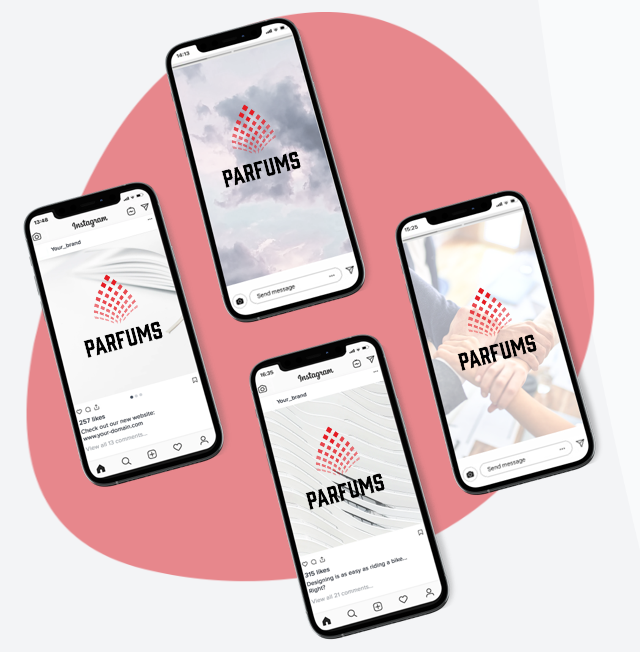 14:13
PARFUMS
Send message
13:48
Instagram
Your_brand
PARFUMS
257 likes
Check out our new website:
www.your-domain.com
View all 13 comments...
15:25
PARFUMS
Send message
16:35
Instagram
Your_brand
PARFUMS
315 likes
Designing is as easy as riding a bike...
Right?
View all 21 comments...